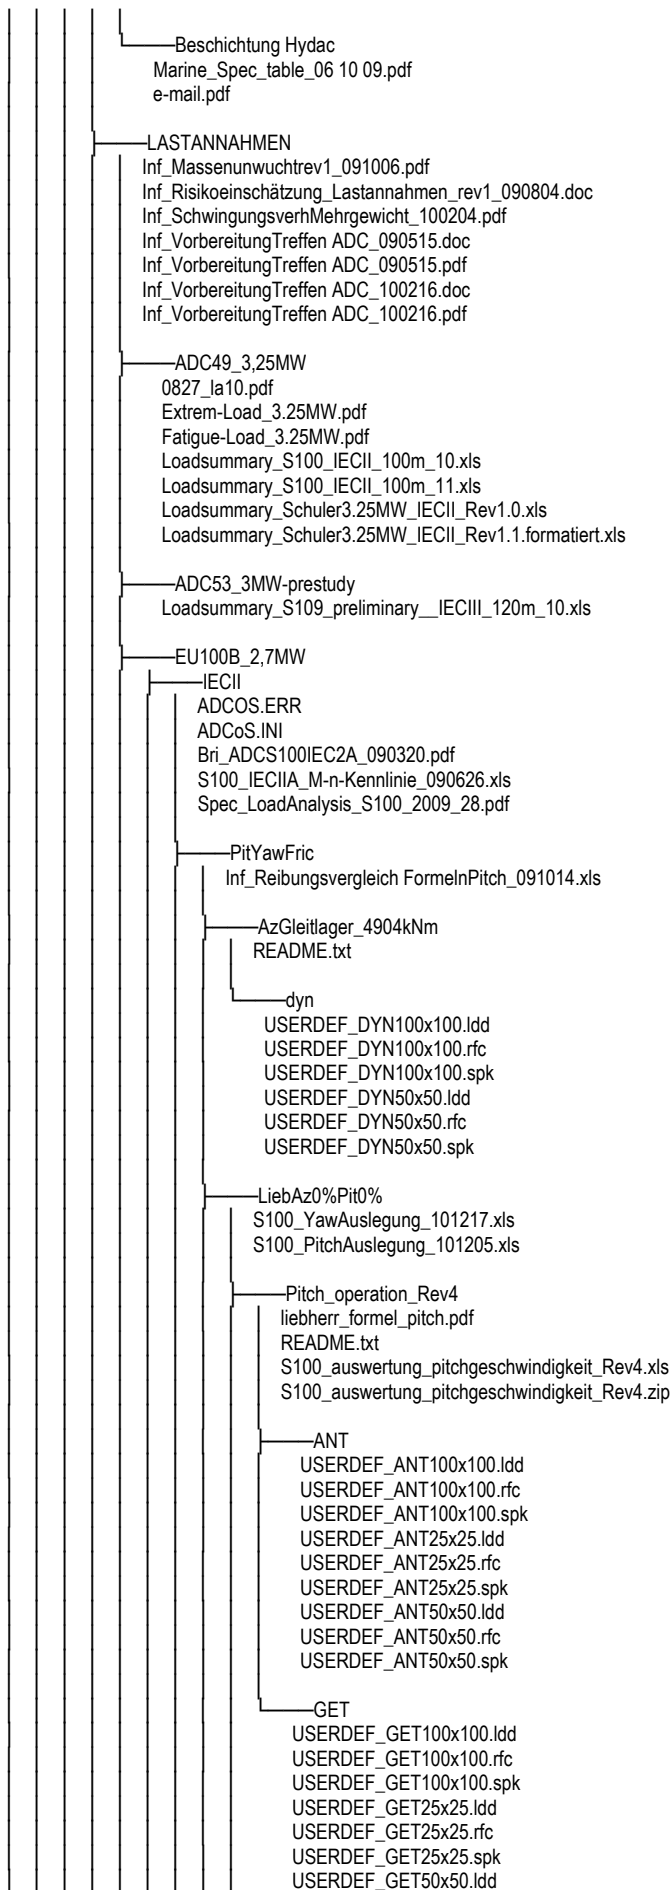 Beschichtung Hydac
Marine_Spec_table_06 10 09.pdf
e-mail.pdf
LASTANNAHMEN
Inf_Massenunwuchtrev1_091006.pdf
Inf_Risikoeinschätzung_Lastannahmen_rev1_090804.doc
Inf_SchwingungsverhMehrgewicht_100204.pdf
Inf_VorbereitungTreffen ADC_090515.doc
Inf_VorbereitungTreffen ADC_090515.pdf
Inf_VorbereitungTreffen ADC_100216.doc
Inf_VorbereitungTreffen ADC_100216.pdf
ADC49_3,25MW
0827_la10.pdf
Extrem-Load_3.25MW.pdf
Fatigue-Load_3.25MW.pdf
Loadsummary_S100_IECII_100m_10.xls
Loadsummary_S100_IECII_100m_11.xls
Loadsummary_Schuler3.25MW_IECII_Rev1.0.xls
Loadsummary_Schuler3.25MW_IECII_Rev1.1.formatiert.xls
ADC53_3MW-prestudy
Loadsummary_S109_preliminary__IECIII_120m_10.xls
EU100B_2,7MW
IECII
ADCOS.ERR
ADCoS.INI
Bri_ADCS100IEC2A_090320.pdf
S100_IECIIA_M-n-Kennlinie_090626.xls
Spec_LoadAnalysis_S100_2009_28.pdf
PitYawFric
Inf_Reibungsvergleich FormelnPitch_091014.xls
AzGleitlager_4904kNm
README.txt
dyn
USERDEF_DYN100x100.ldd
USERDEF_DYN100x100.rfc
USERDEF_DYN100x100.spk
USERDEF_DYN50x50.ldd
USERDEF_DYN50x50.rfc
USERDEF_DYN50x50.spk
LiebAz0%Pit0%
S100_YawAuslegung_101217.xls
S100_PitchAuslegung_101205.xls
Pitch_operation_Rev4
liebherr_formel_pitch.pdf
README.txt
S100_auswertung_pitchgeschwindigkeit_Rev4.xls
S100_auswertung_pitchgeschwindigkeit_Rev4.zip
ANT
USERDEF_ANT100x100.ldd
USERDEF_ANT100x100.rfc
USERDEF_ANT100x100.spk
USERDEF_ANT25x25.ldd
USERDEF_ANT25x25.rfc
USERDEF_ANT25x25.spk
USERDEF_ANT50x50.ldd
USERDEF_ANT50x50.rfc
USERDEF_ANT50x50.spk
GET
USERDEF_GET100x100.ldd
USERDEF_GET100x100.rfc
USERDEF_GET100x100.spk
USERDEF_GET25x25.ldd
USERDEF_GET25x25.rfc
USERDEF_GET25x25.spk
USERDEF_GET50x50.ldd